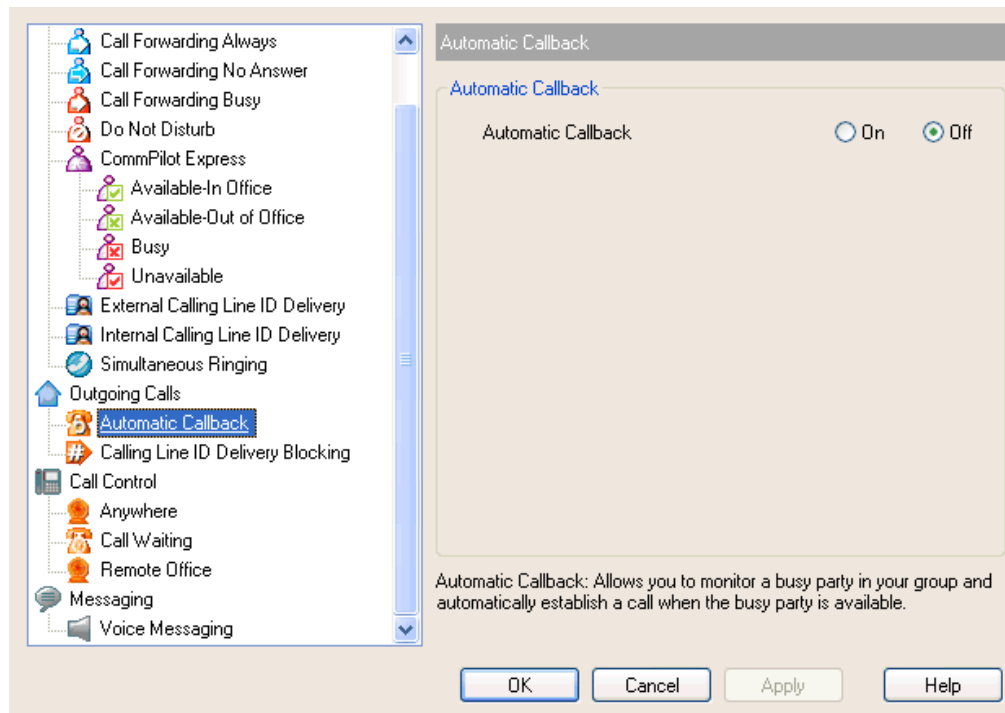 Call Forwarding Always
Call Forwarding No Answer
Call Forwarding Busy
Do Not Disturb
CommPilot Express
Available-In Office
Available-Out of Office
Busy
Unavailable
External Calling Line ID Delivery
Internal Calling Line ID Delivery
Simultaneous Ringing
Outgoing Calls
Automatic Callback
Calling Line ID Delivery Blocking
Call Control
Anywhere
Call Waiting
Remote Office
Messaging
Voice Messaging
Automatic Callback
Automatic Callback
Automatic Callback On Off
Automatic Callback: Allows you to monitor a busy party in your group and
automatically establish a call when the busy party is available.
OK Cancel Apply Help